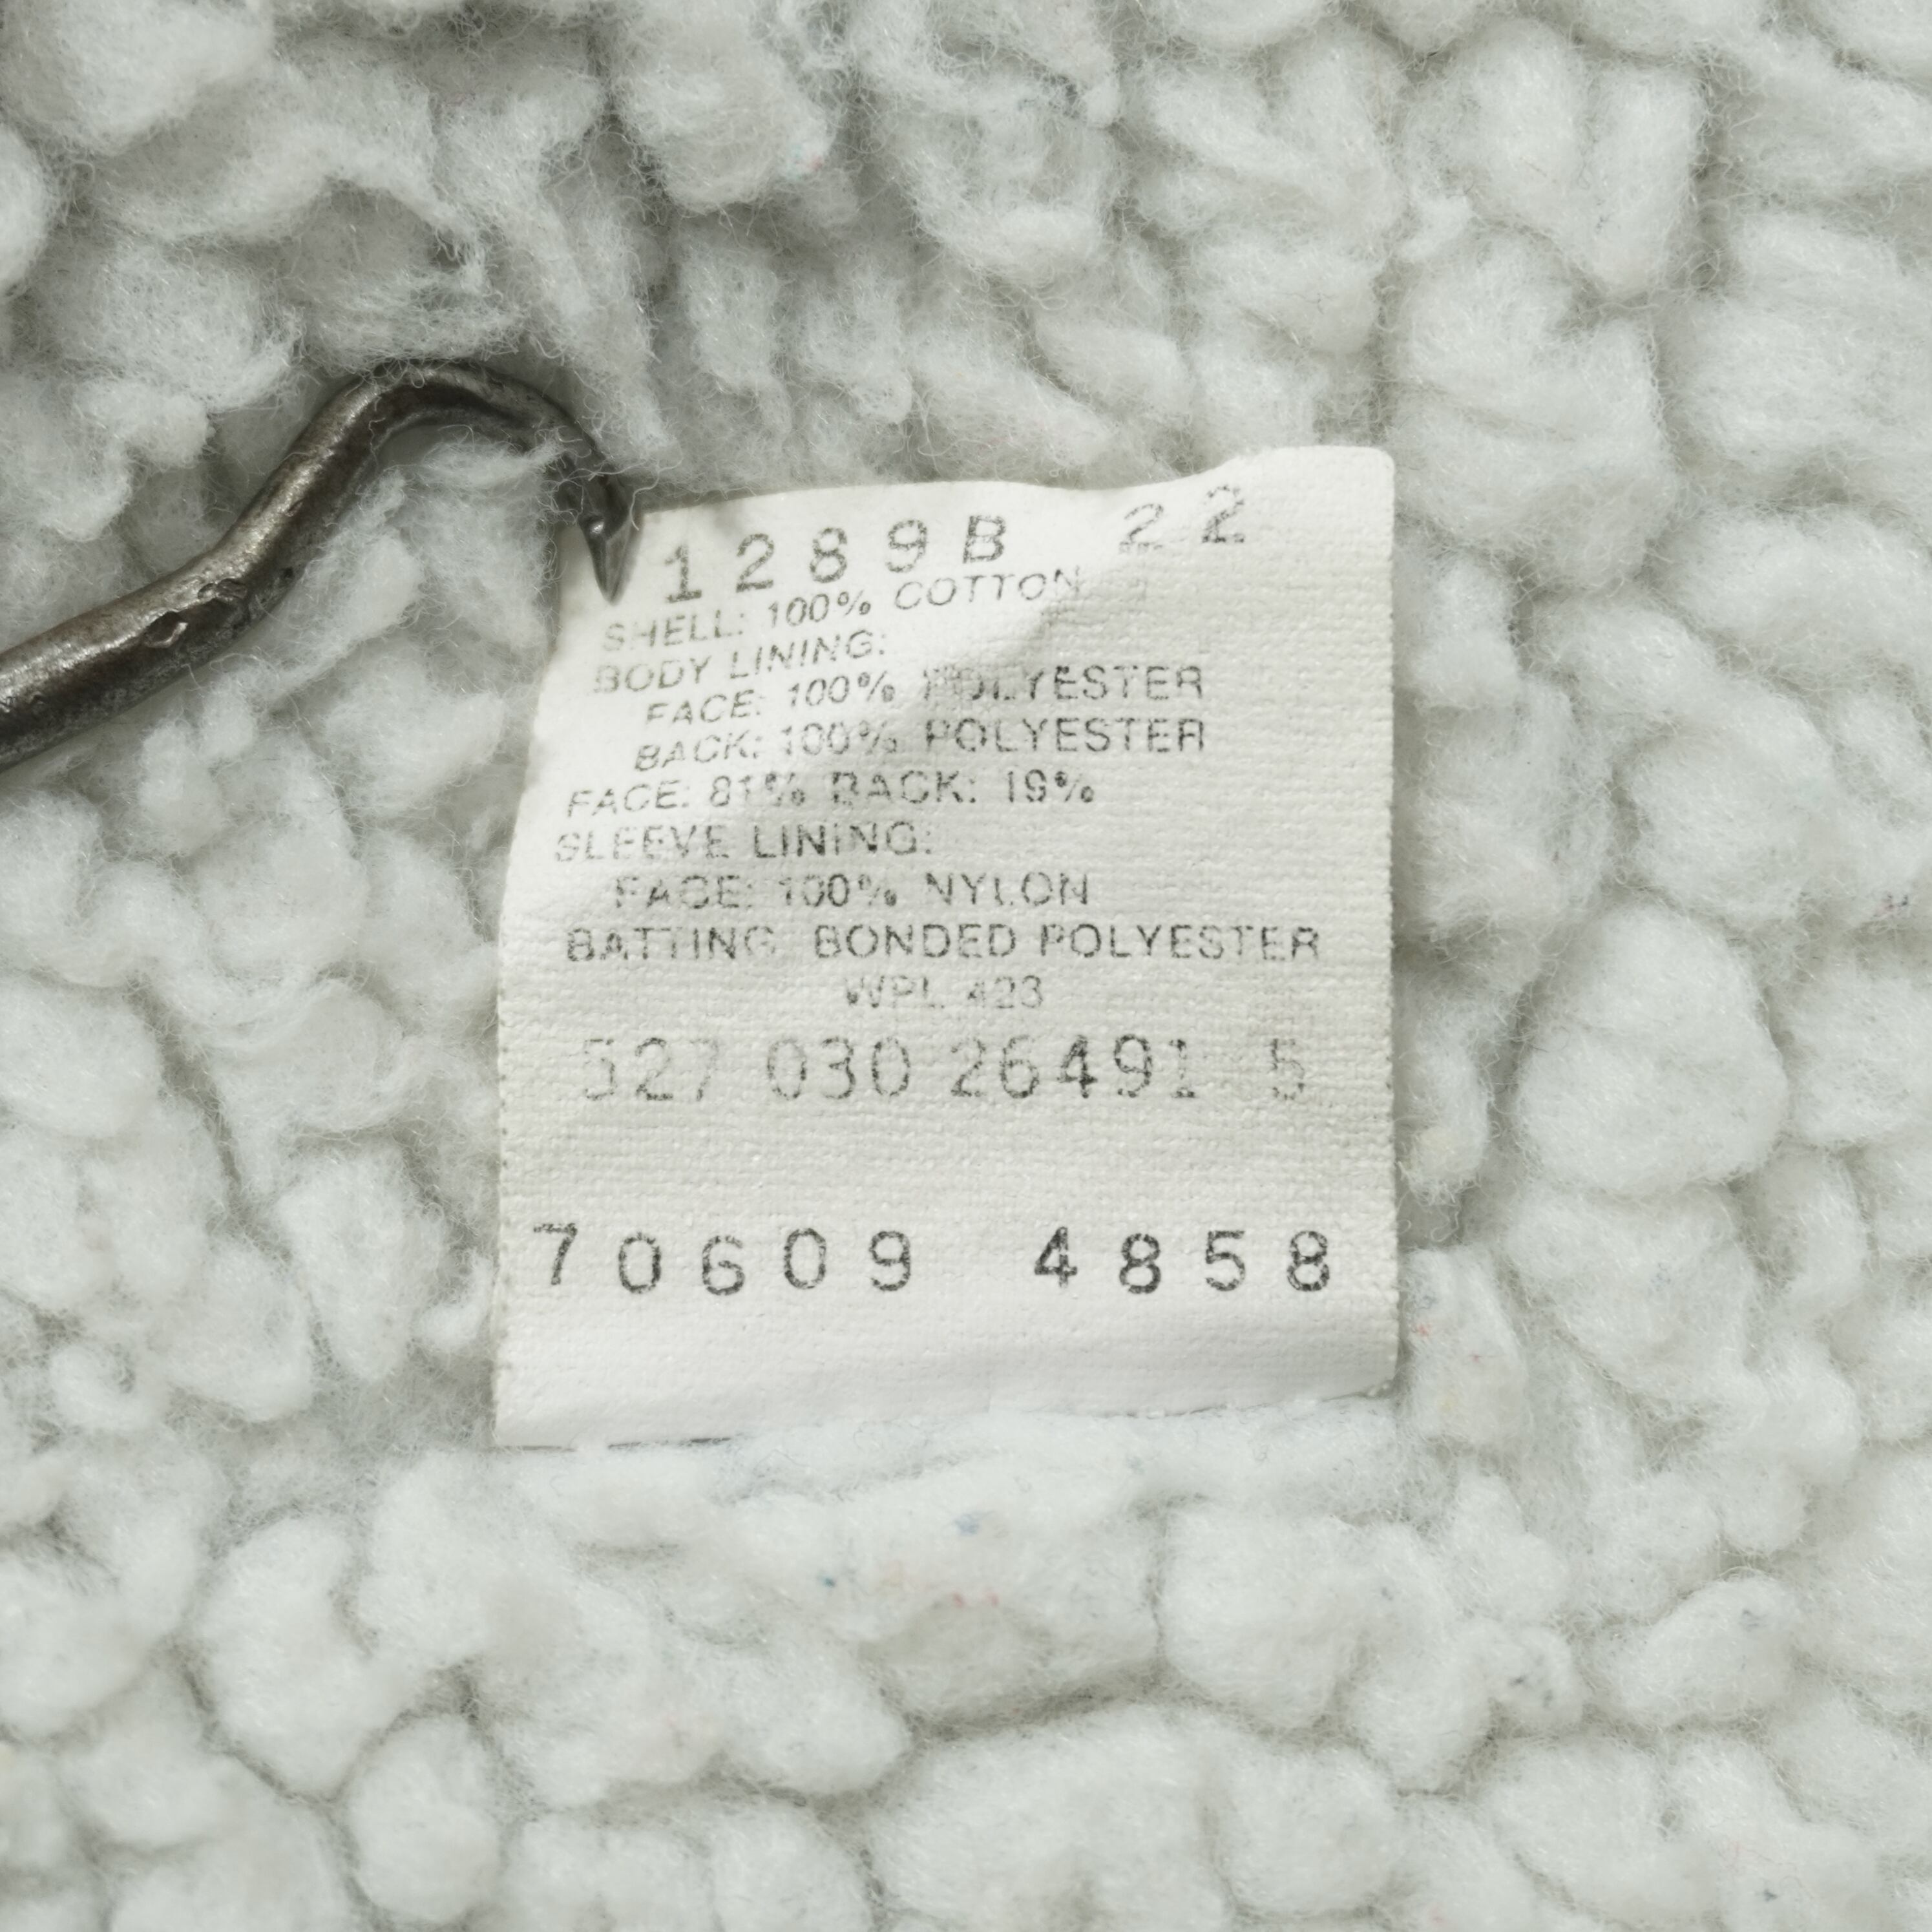 1289B 22
SHELL: 100% COTTON
BODY LINING:
FACE: 100% POLYESTER
BACK: 100% POLYESTER
FACE: 81% BACK: 19%
SLEEVE LINING:
FACE: 100% NYLON
BATTING: BONDED POLYESTER
WPL 423
527 030 26491 5
70609 4858